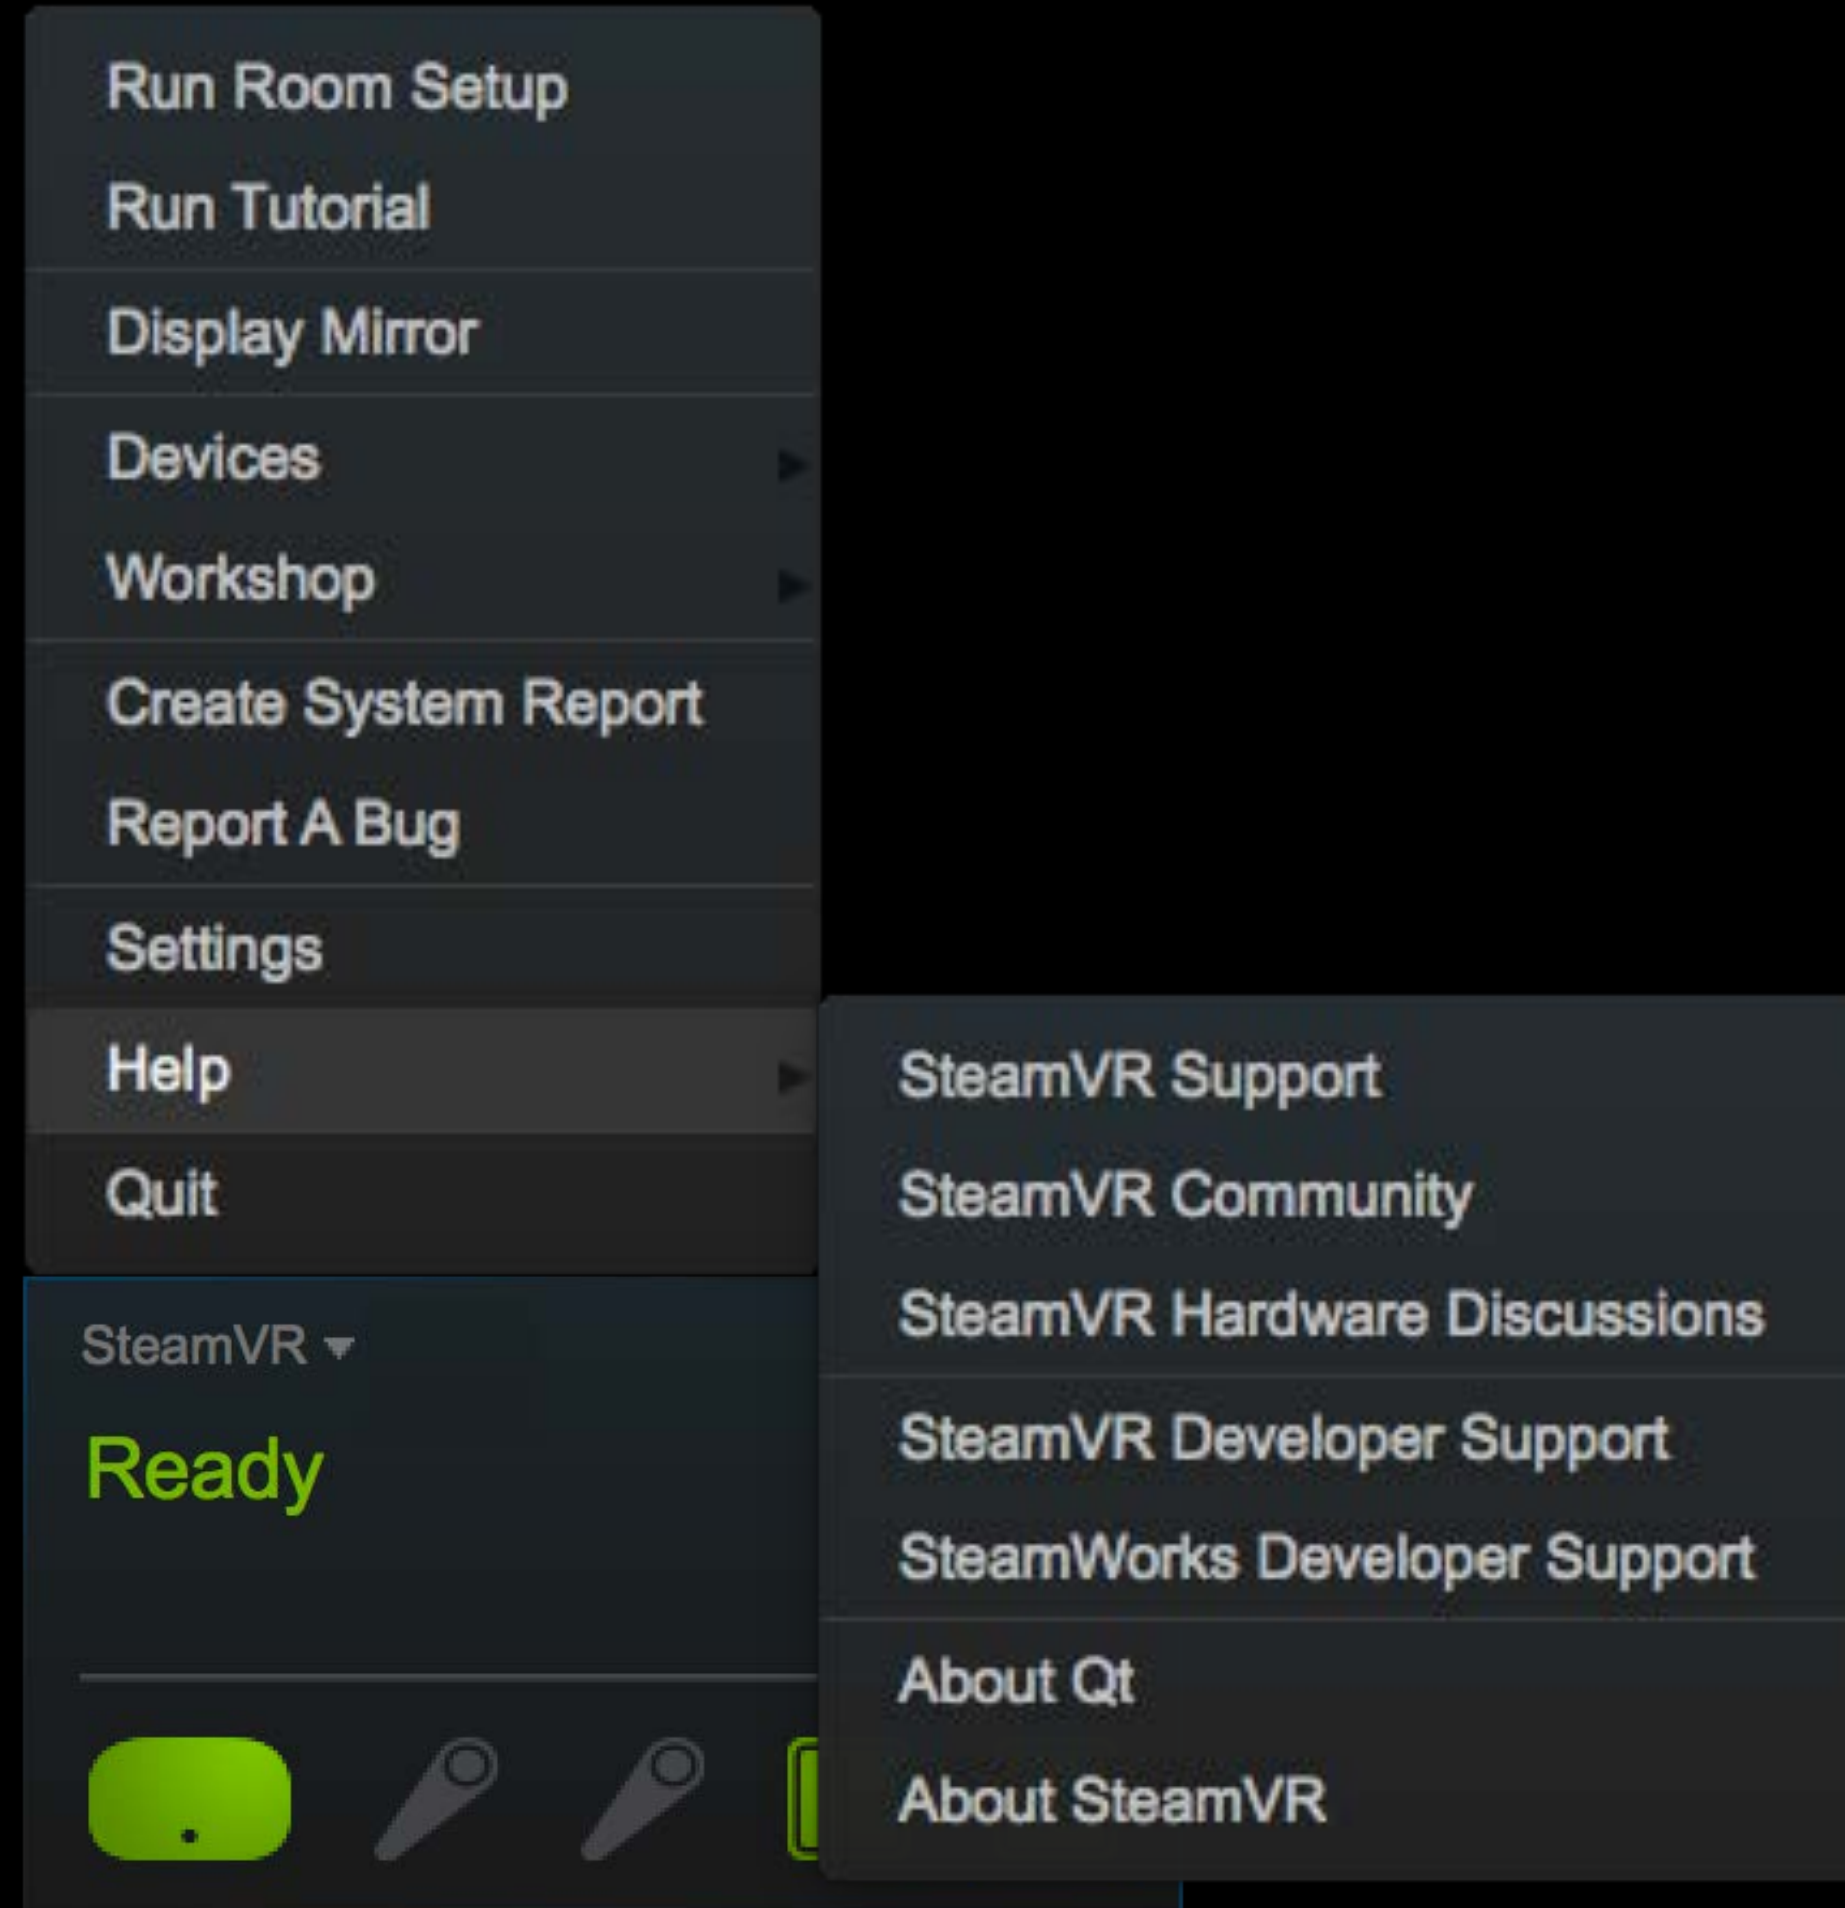 Run Room Setup
Run Tutorial
Display Mirror
Devices
Workshop
Create System Report
Report A Bug
Settings
Help
Quit
SteamVR Support
SteamVR Community
SteamVR Hardware Discussions
SteamVR Developer Support
SteamWorks Developer Support
About Qt
About SteamVR
SteamVR
Ready